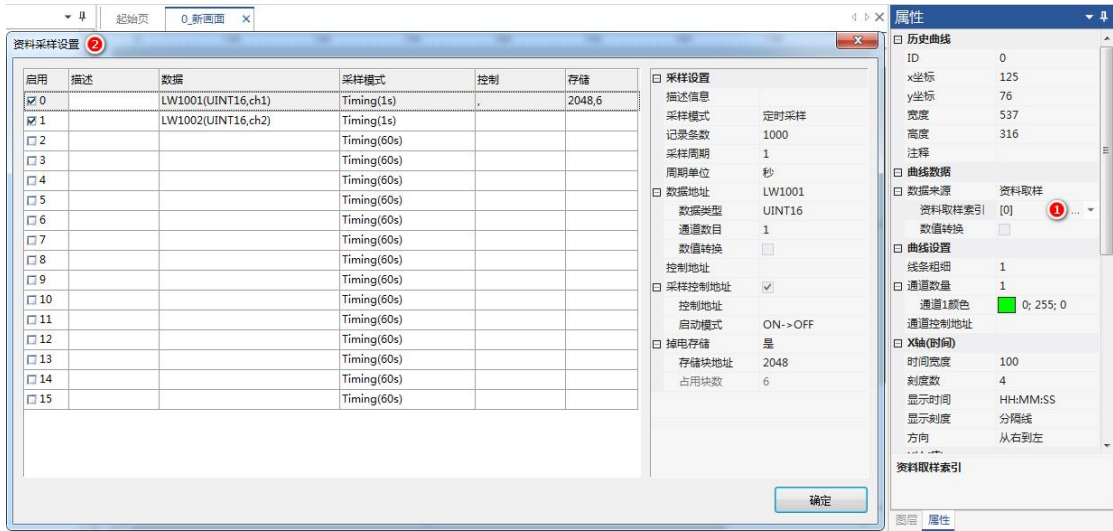 起始页 0_新画面
资料采样设置 2
启用 描述 数据 采样模式 控制 存储
0 LW1001(UINT16,ch1) Timing(1s) , 2048,6
1 LW1002(UINT16,ch2) Timing(1s)
2 Timing(60s)
3 Timing(60s)
4 Timing(60s)
5 Timing(60s)
6 Timing(60s)
7 Timing(60s)
8 Timing(60s)
9 Timing(60s)
10 Timing(60s)
11 Timing(60s)
12 Timing(60s)
13 Timing(60s)
14 Timing(60s)
15 Timing(60s)
采样设置
描述信息
采样模式 定时采样
记录条数 1000
采样周期 1
周期单位 秒
数据地址 LW1001
数据类型 UINT16
通道数目 1
数值转换
控制地址
采样控制地址
控制地址
启动模式 ON->OFF
掉电存储 是
存储块地址 2048
占用块数 6
确定
属性
历史曲线
ID 0
x坐标 125
y坐标 76
宽度 537
高度 316
注释
曲线数据
数据来源 资料取样
资料取样索引 [0] 1 ...
数值转换
曲线设置
线条粗细 1
通道数量 1
通道1颜色 0; 255; 0
通道控制地址
X轴(时间)
时间宽度 100
刻度数 4
显示时间 HH:MM:SS
显示刻度 分隔线
方向 从右到左
资料取样索引
图层 属性